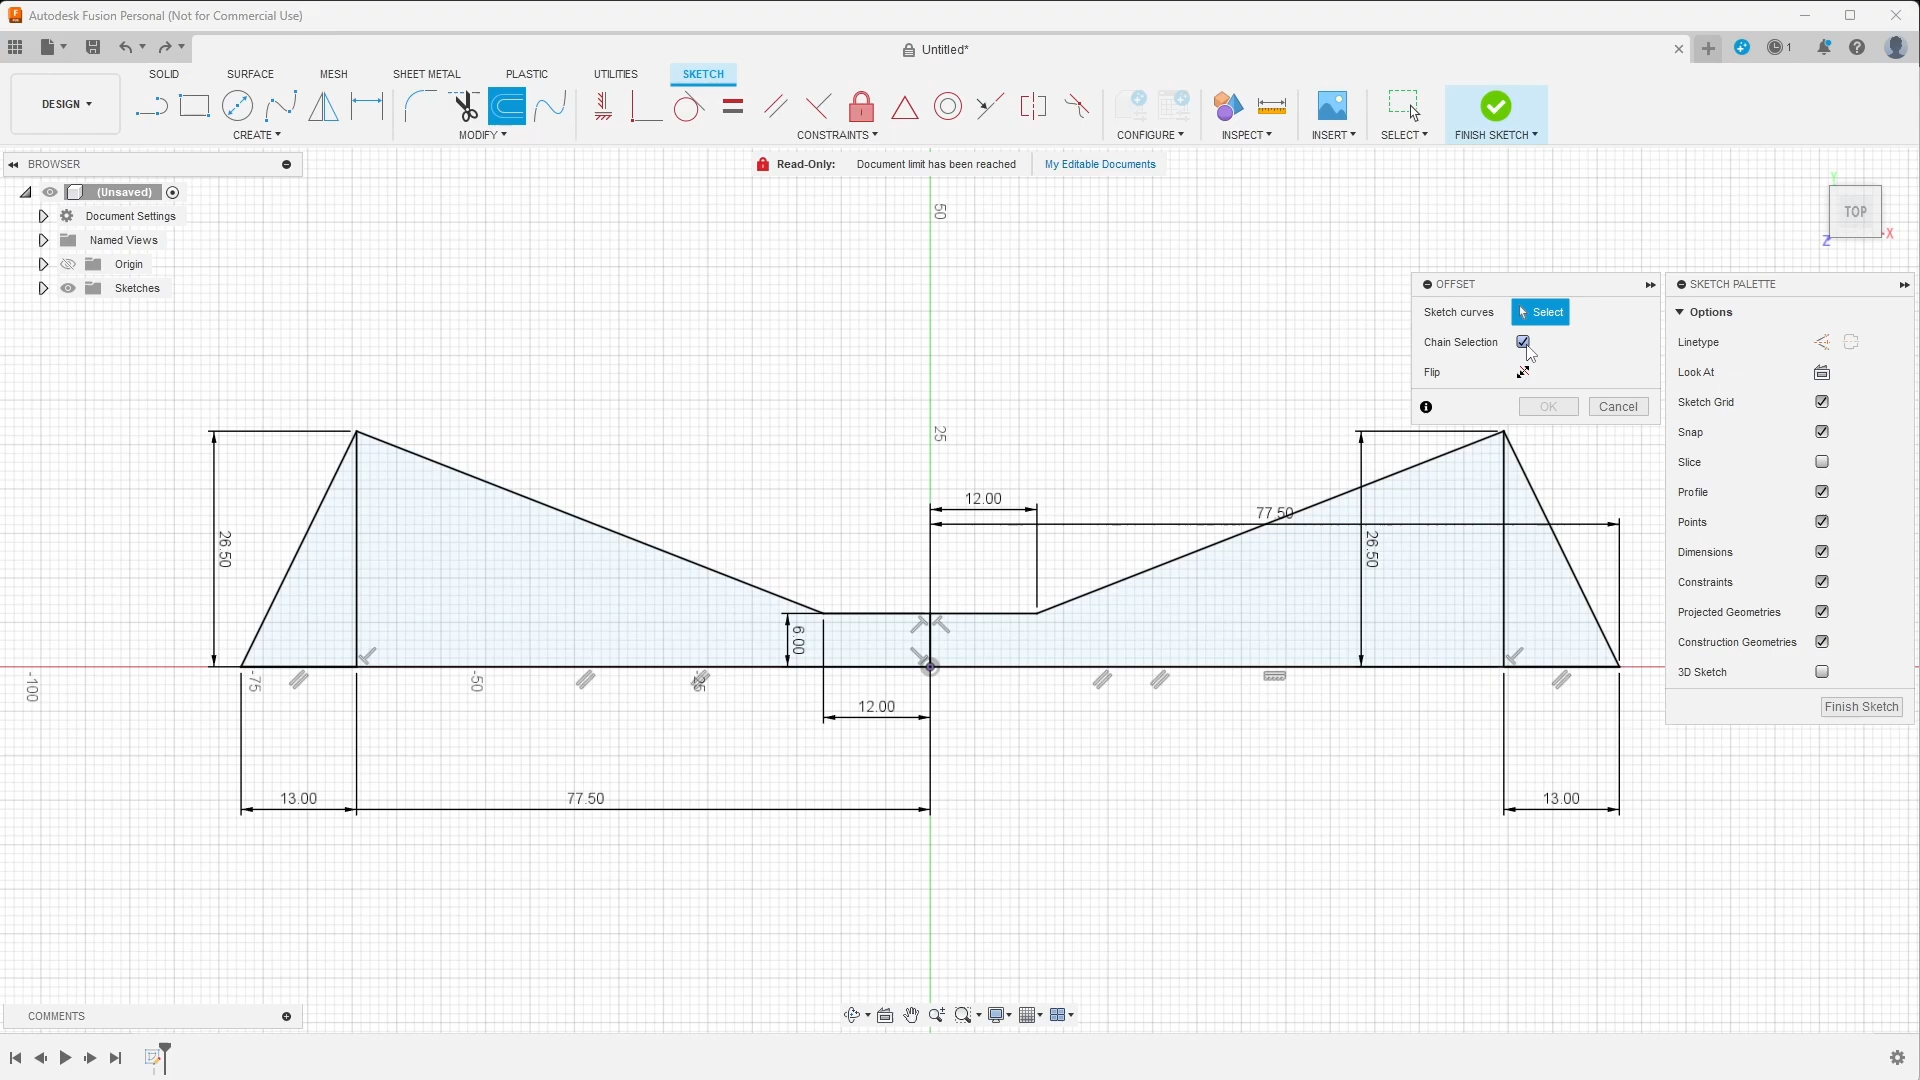 Autodesk Fusion Personal (Not for Commercial Use)
Untitled*
1
SOLID
SURFACE
MESH
SHEET METAL
PLASTIC
UTILITIES
SKETCH
DESIGN
CREATE
MODIFY
CONSTRAINTS
CONFIGURE
INSPECT
INSERT
SELECT
FINISH SKETCH
BROWSER
Read-Only: Document limit has been reached
My Editable Documents
(Unsaved)
Document Settings
Named Views
Origin
Sketches
Y
TOP
X
Z
OFFSET
Sketch curves
Select
Chain Selection
Flip
OK
Cancel
SKETCH PALETTE
Options
Linetype
Look At
Sketch Grid
Snap
Slice
Profile
Points
Dimensions
Constraints
Projected Geometries
Construction Geometries
3D Sketch
Finish Sketch
50
25
12.00
77.50
26.50
26.50
6.00
-100
-75
-50
-25
12.00
13.00
77.50
13.00
COMMENTS